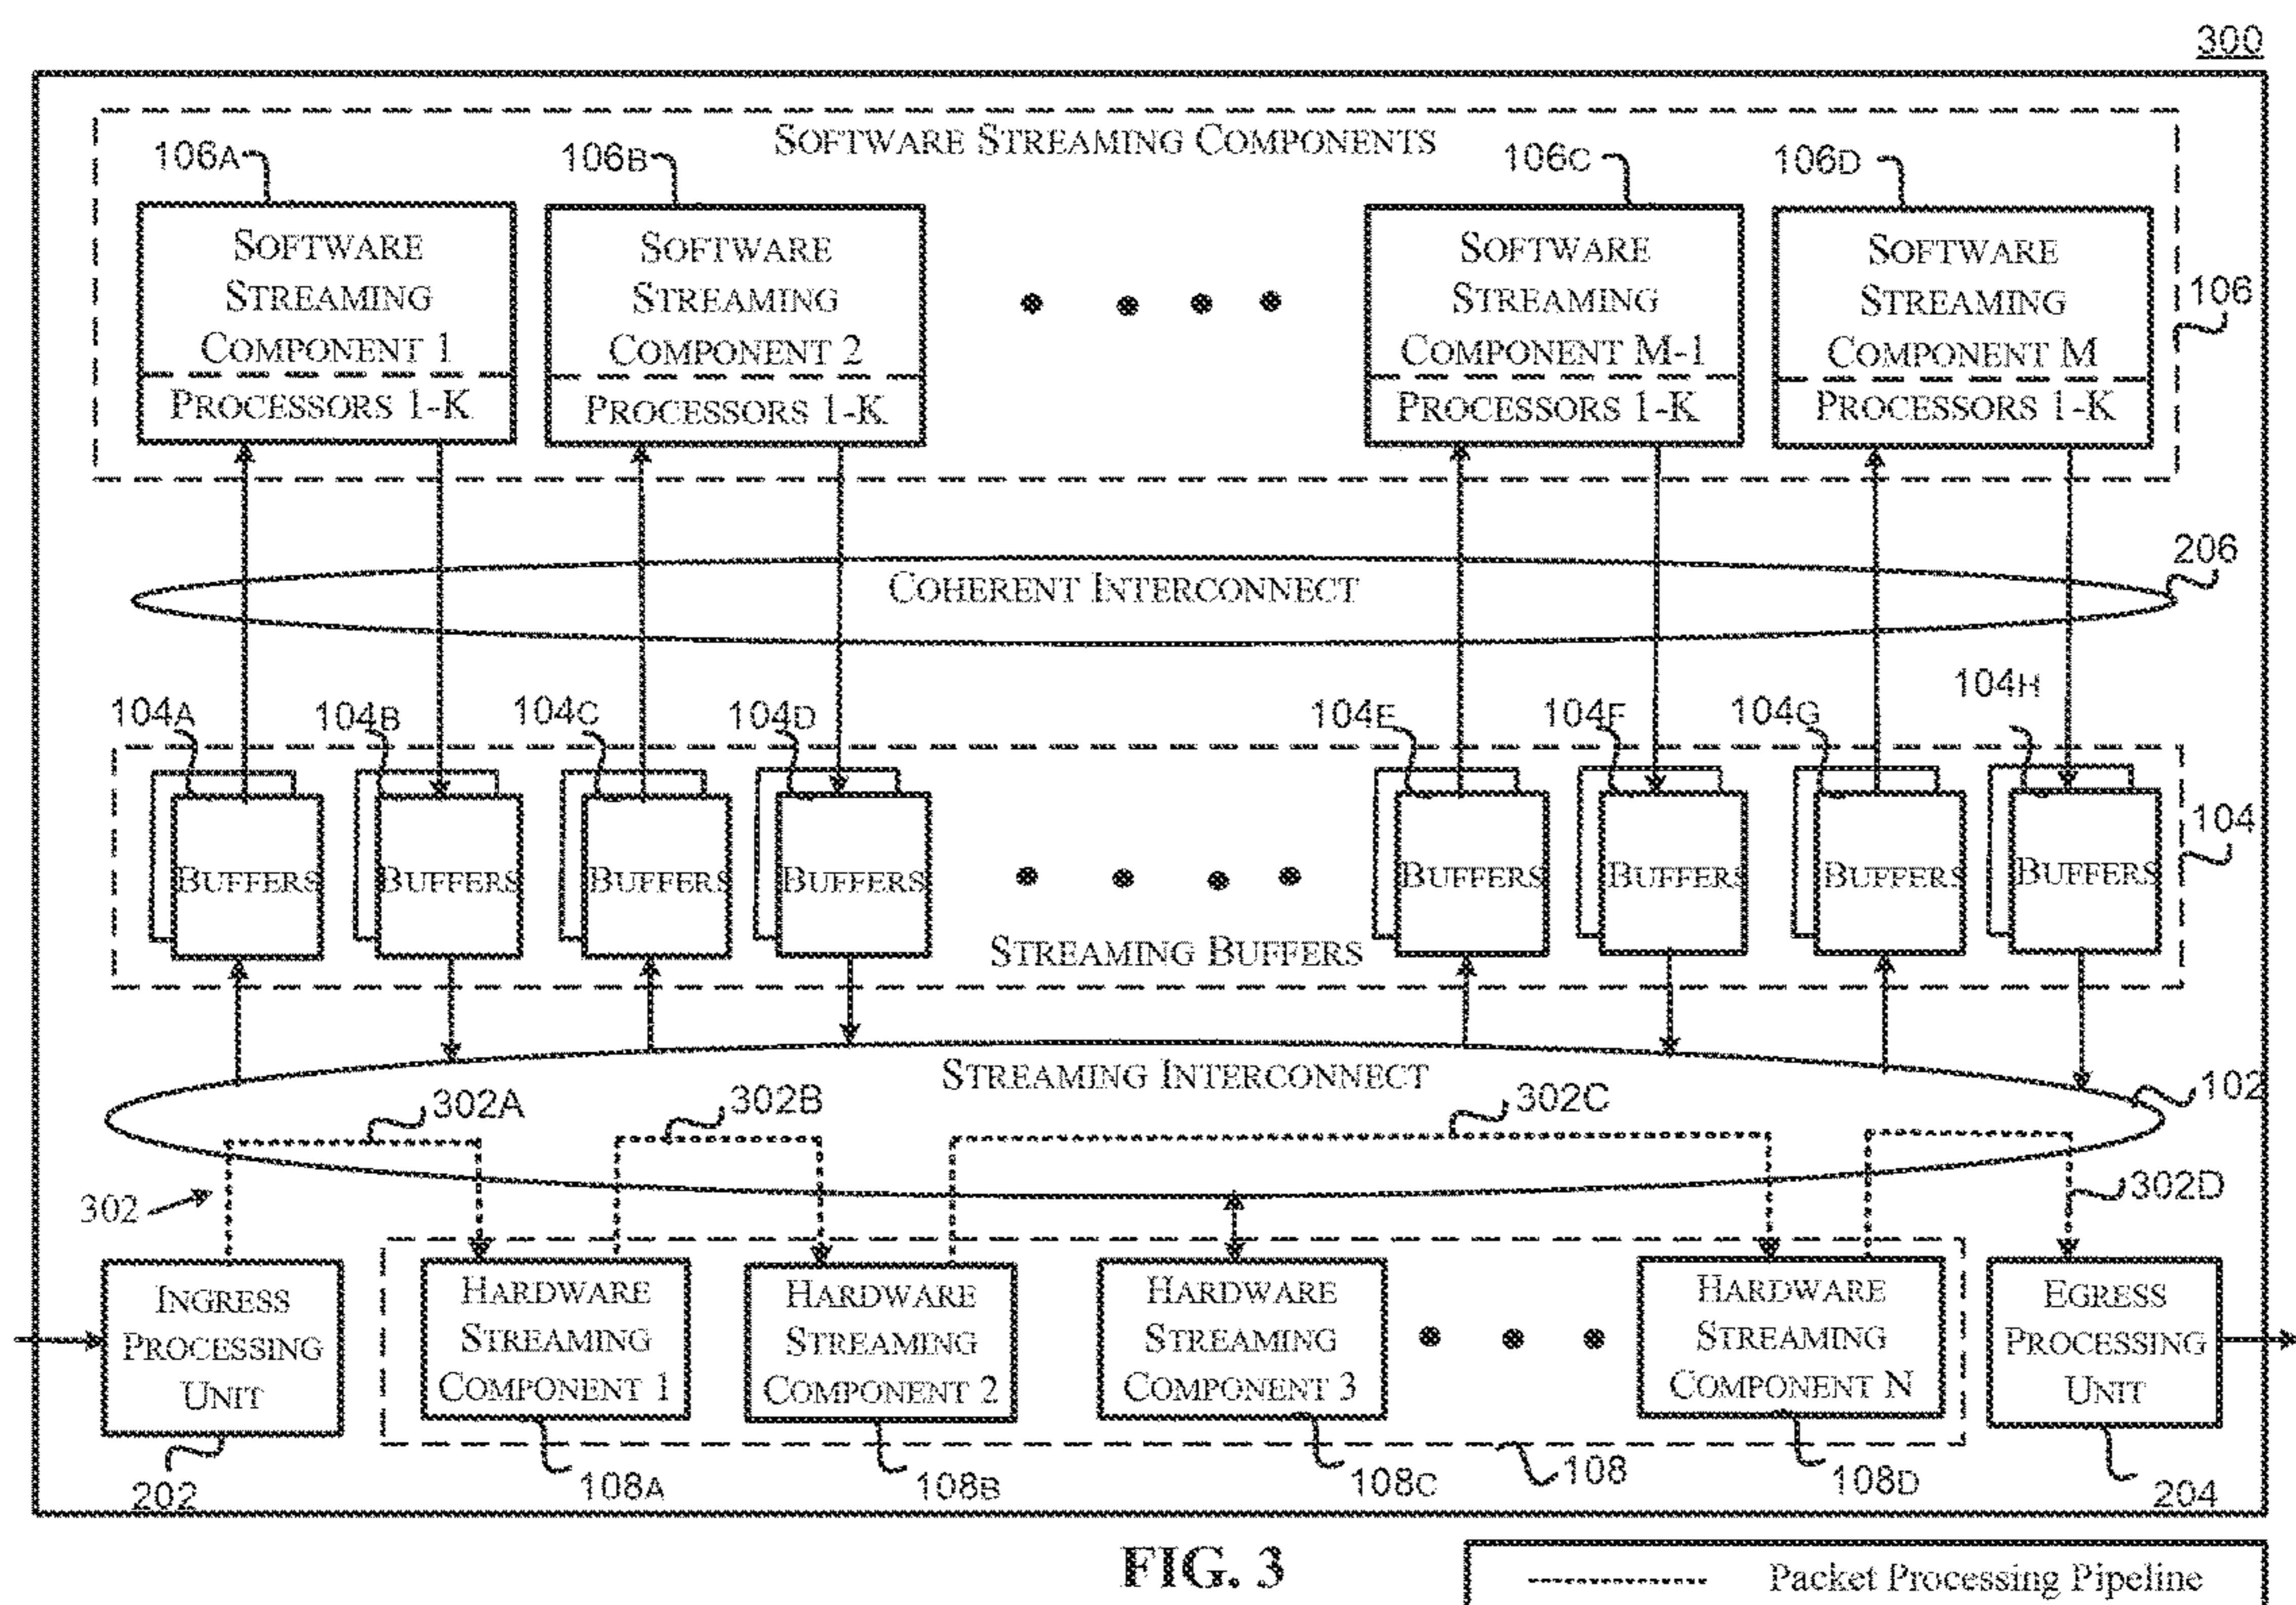 300
SOFTWARE STREAMING COMPONENTS
106A
106B
106C
106D
SOFTWARE
STREAMING
COMPONENT 1
PROCESSORS 1-K
SOFTWARE
STREAMING
COMPONENT 2
PROCESSORS 1-K
SOFTWARE
STREAMING
COMPONENT M-1
PROCESSORS 1-K
SOFTWARE
STREAMING
COMPONENT M
PROCESSORS 1-K
106
COHERENT INTERCONNECT
206
104A
104B
104C
104D
104E
104F
104G
104H
BUFFERS
BUFFERS
BUFFERS
BUFFERS
BUFFERS
BUFFERS
BUFFERS
BUFFERS
104
STREAMING BUFFERS
STREAMING INTERCONNECT
102
302A
302B
302C
302D
302
INGRESS
PROCESSING
UNIT
HARDWARE
STREAMING
COMPONENT 1
HARDWARE
STREAMING
COMPONENT 2
HARDWARE
STREAMING
COMPONENT 3
HARDWARE
STREAMING
COMPONENT N
EGRESS
PROCESSING
UNIT
202
108A
108B
108C
108
108D
204
FIG. 3
Packet Processing Pipeline